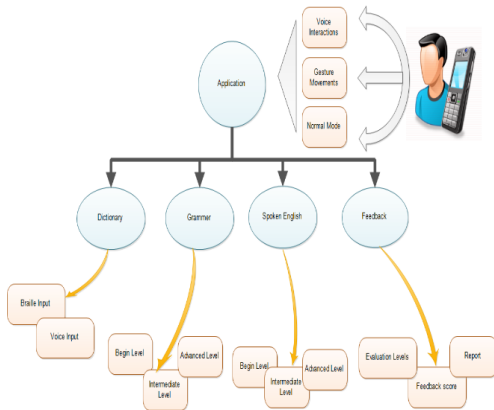 Voice
Interactions
Application
Gesture
Movements
Normal Mode
Dictionary
Grammer
Spoken English
Feedback
Braille Input
Voice Input
Begin Level
Advanced Level
Intermediate
Level
Begin Level
Intermediate
Level
Advanced Level
Evaluation Levels
Report
Feedback score